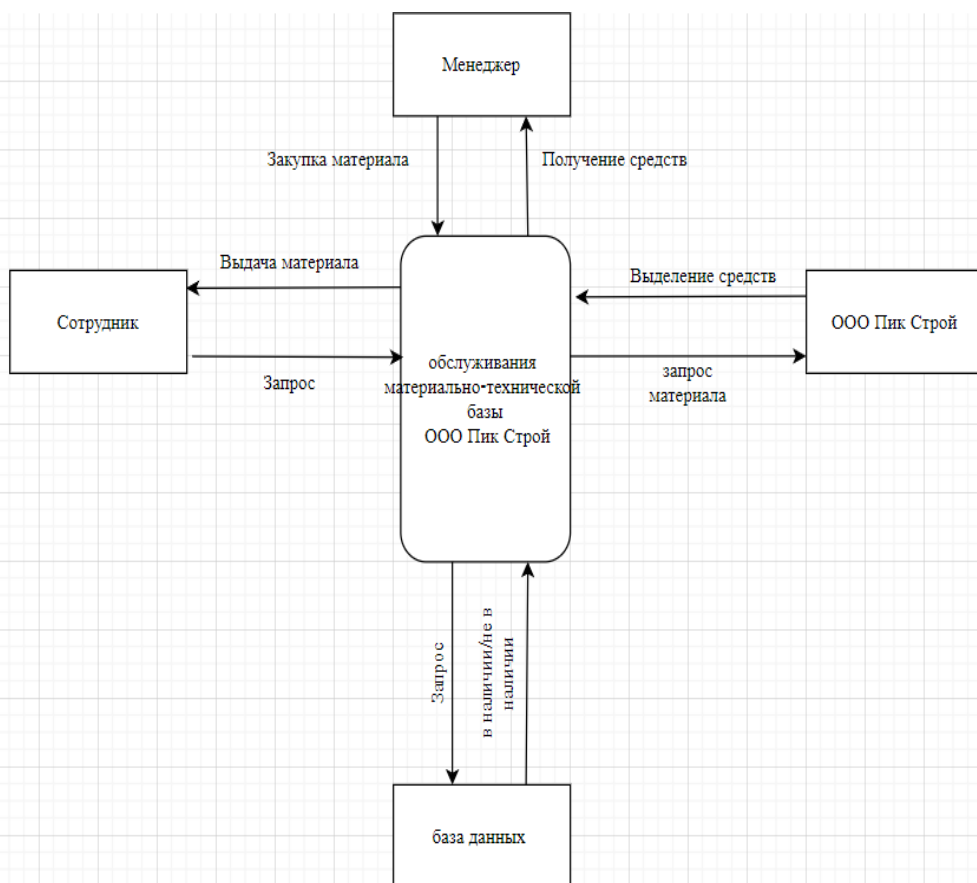 Менеджер
Закупка материала
Получение средств
Выдача материала
Выделение средств
Сотрудник
ООО Пик Строй
Запрос
обслуживания
материально-технической
базы
ООО Пик Строй
запрос
материала
Запрос
в наличии/не в
наличии
база данных